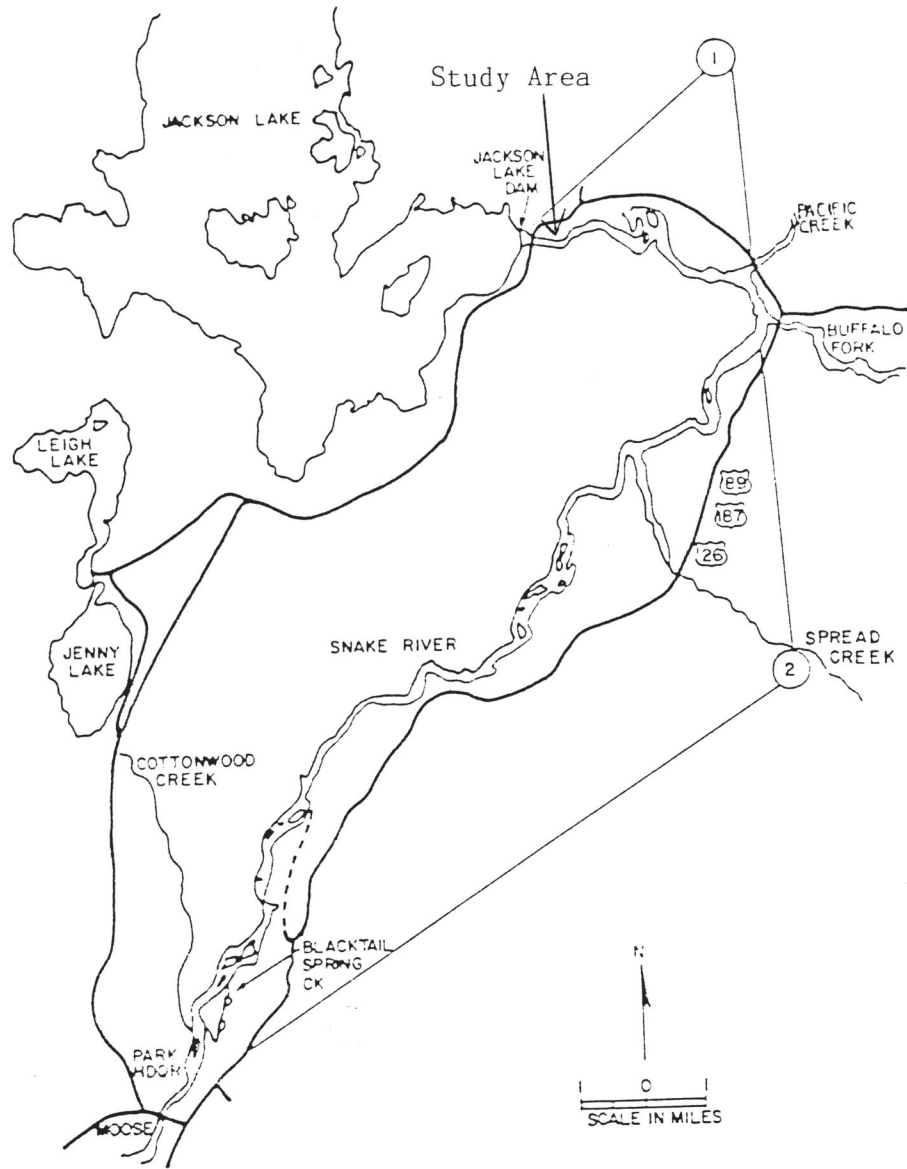 1
Study Area
JACKSON LAKE
JACKSON
LAKE
DAM
PACIFIC
CREEK
BUFFALO
FORK
LEIGH
LAKE
89
187
26
JENNY
LAKE
SNAKE RIVER
SPREAD
CREEK
2
COTTONWOOD
CREEK
BLACKTAIL
SPRING
CK
N
PARK
HDQR
1 0 1
SCALE IN MILES
MOOSE